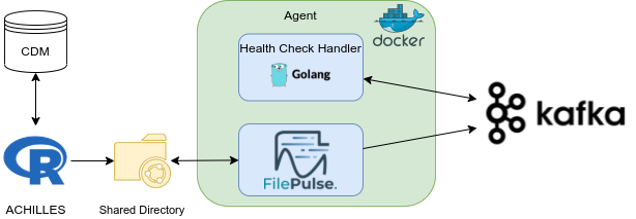 Agent
docker
CDM
Health Check Handler
Golang
kafka
R
FilePulse.
ACHILLES
Shared Directory